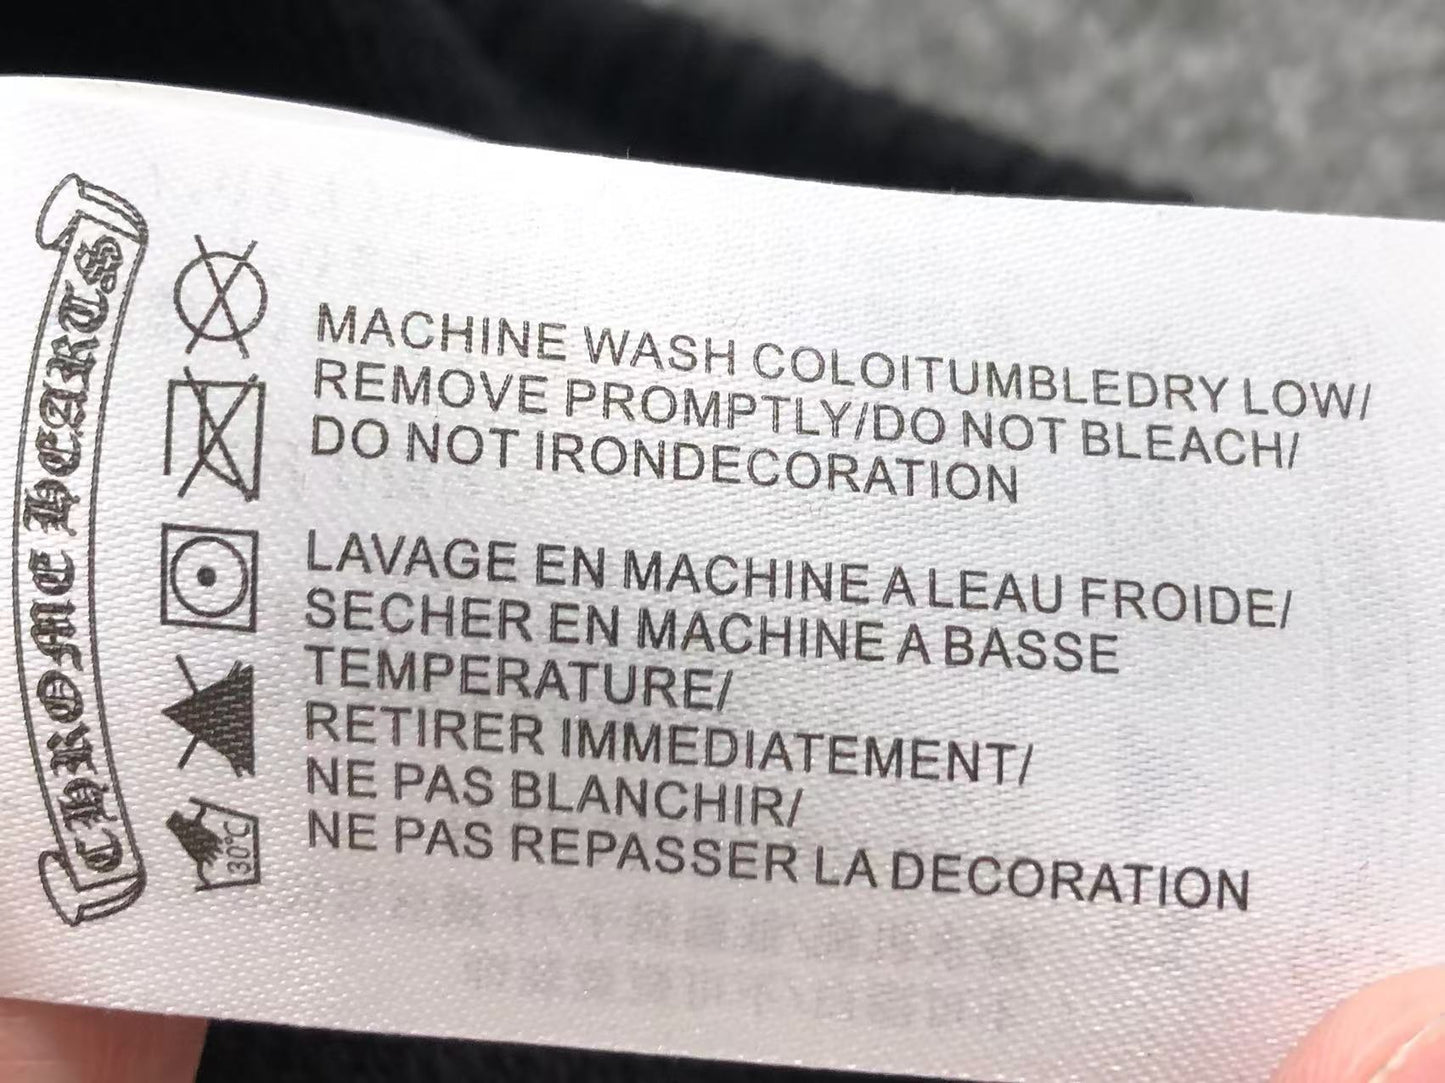 CHROME HEARTS
MACHINE WASH COLOITUMBLEDRY LOW/
REMOVE PROMPTLY/DO NOT BLEACH/
DO NOT IRONDECORATION
LAVAGE EN MACHINE A LEAU FROIDE/
SECHER EN MACHINE A BASSE
TEMPERATURE/
RETIRER IMMEDIATEMENT/
NE PAS BLANCHIR/
NE PAS REPASSER LA DECORATION
30°C